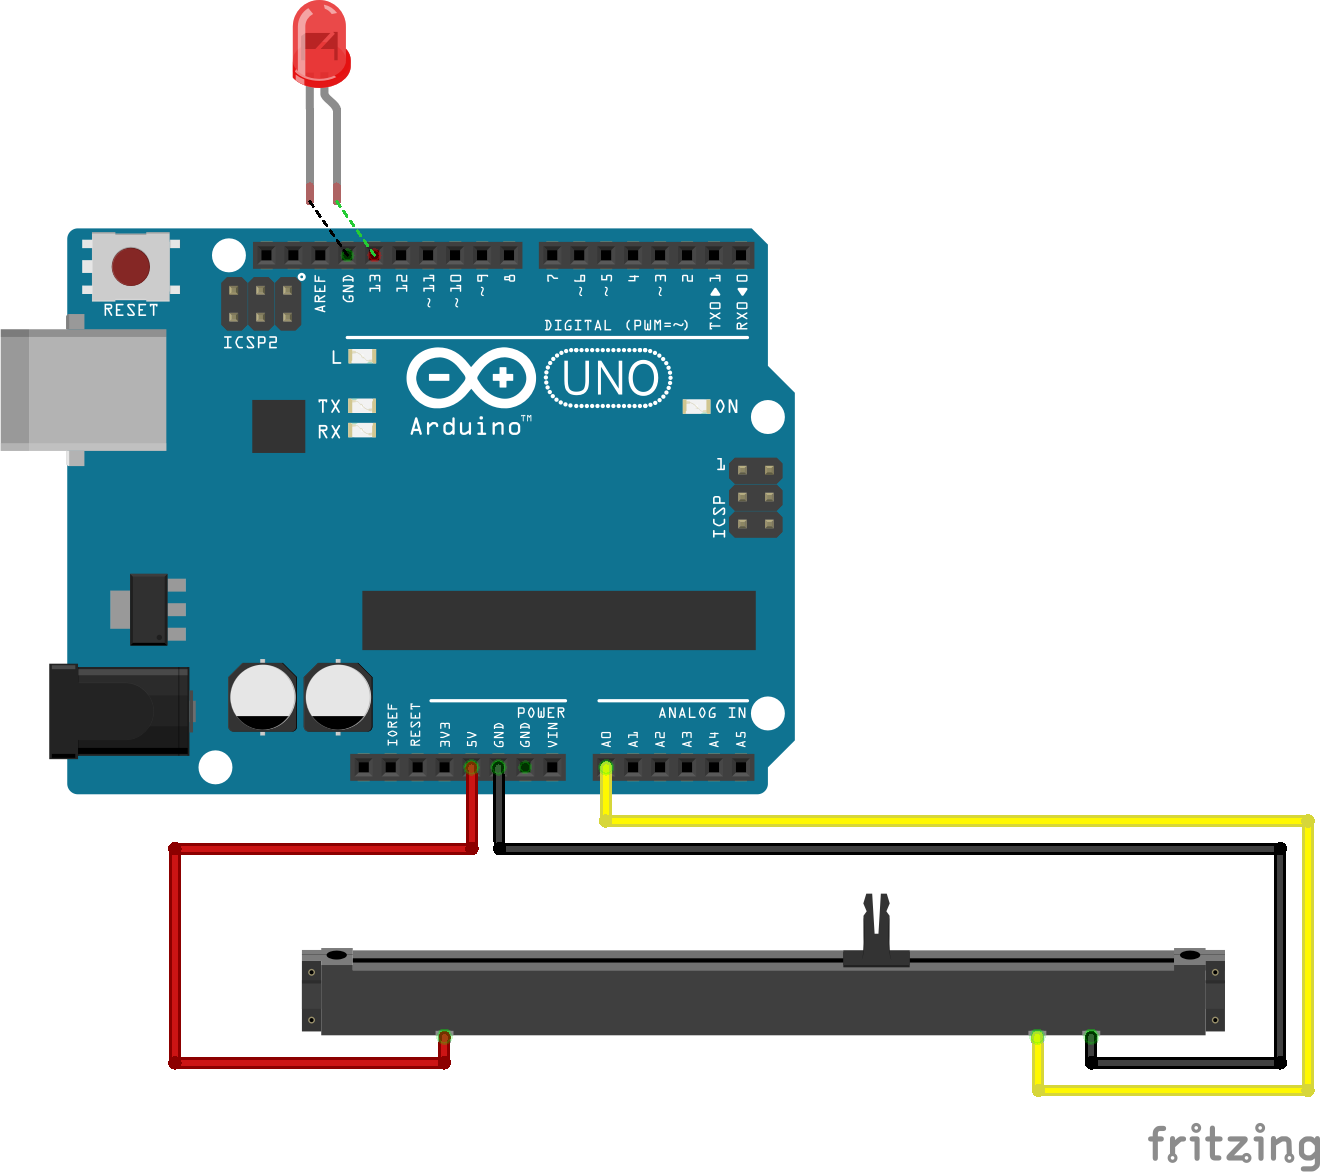 RESET
ICSP2
AREF
GND
13
12
~11
~10
~9
8
7
~6
~5
4
~3
2
TX0▶1
RX0◀0
DIGITAL (PWM=~)
L
TX
RX
Arduino™
UNO
ON
1
ICSP
IOREF
RESET
3V3
5V
GND
GND
VIN
POWER
A0
A1
A2
A3
A4
A5
ANALOG IN
fritzing